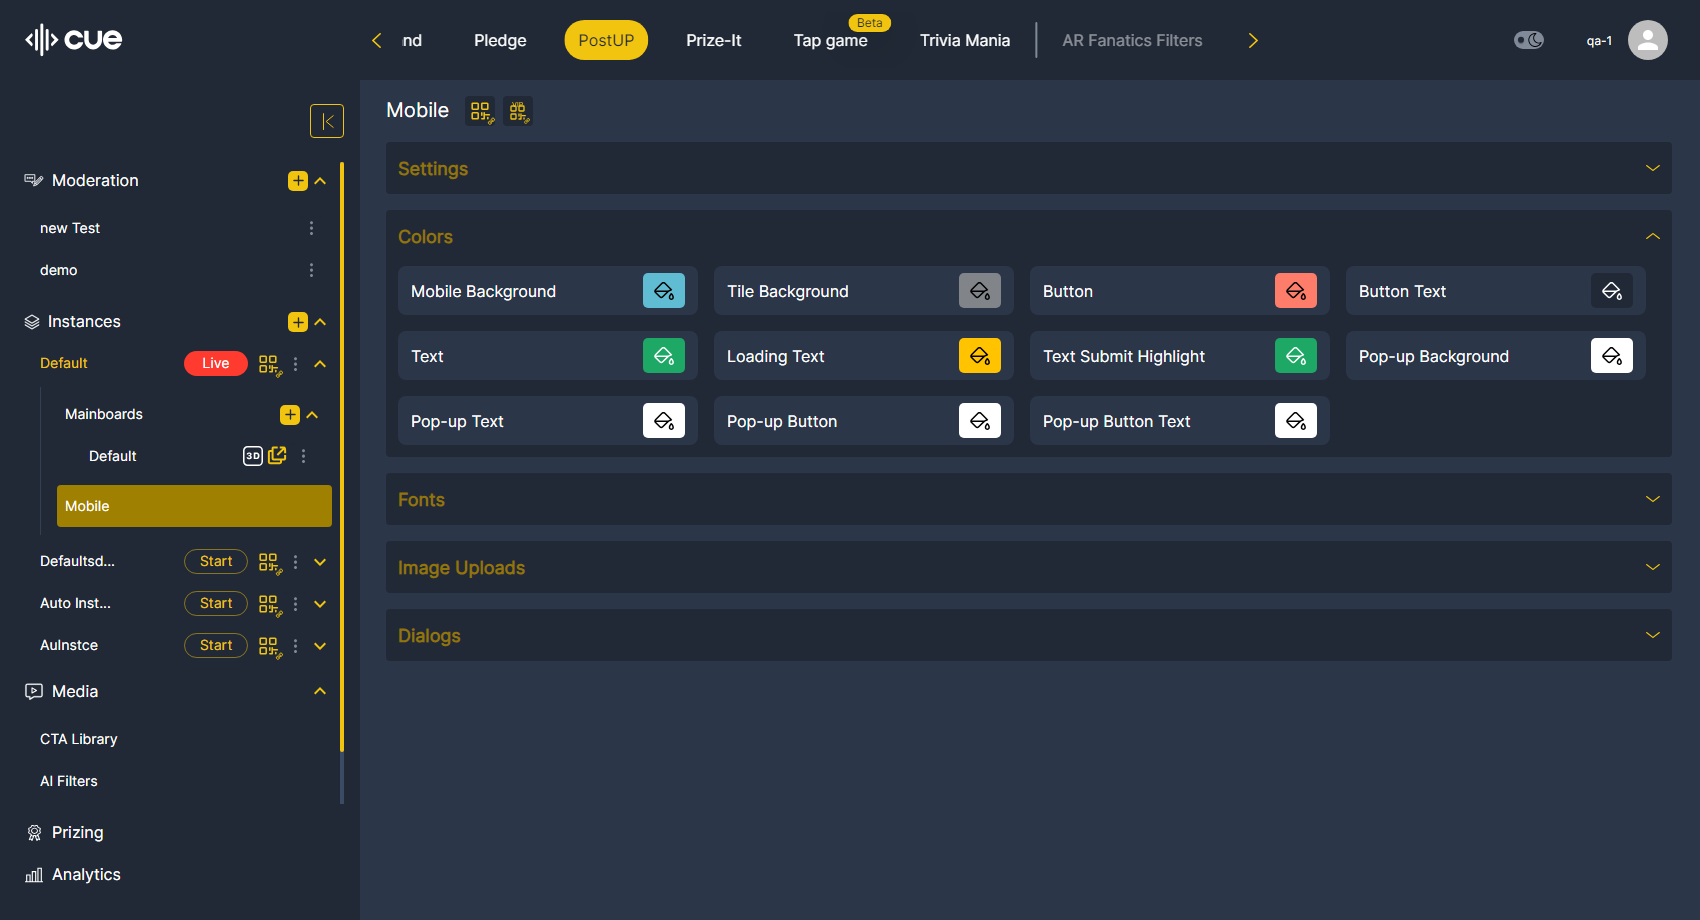 cue
nd
Pledge
PostUP
Prize-It
Beta
Tap game
Trivia Mania
AR Fanatics Filters
qa-1
Moderation
new Test
demo
Instances
Default
Live
Mainboards
Default
3D
Mobile
Defaultsd...
Start
Auto Inst...
Start
AuInstce
Start
Media
CTA Library
AI Filters
Prizing
Analytics
Mobile
Settings
Colors
Mobile Background
Tile Background
Button
Button Text
Text
Loading Text
Text Submit Highlight
Pop-up Background
Pop-up Text
Pop-up Button
Pop-up Button Text
Fonts
Image Uploads
Dialogs